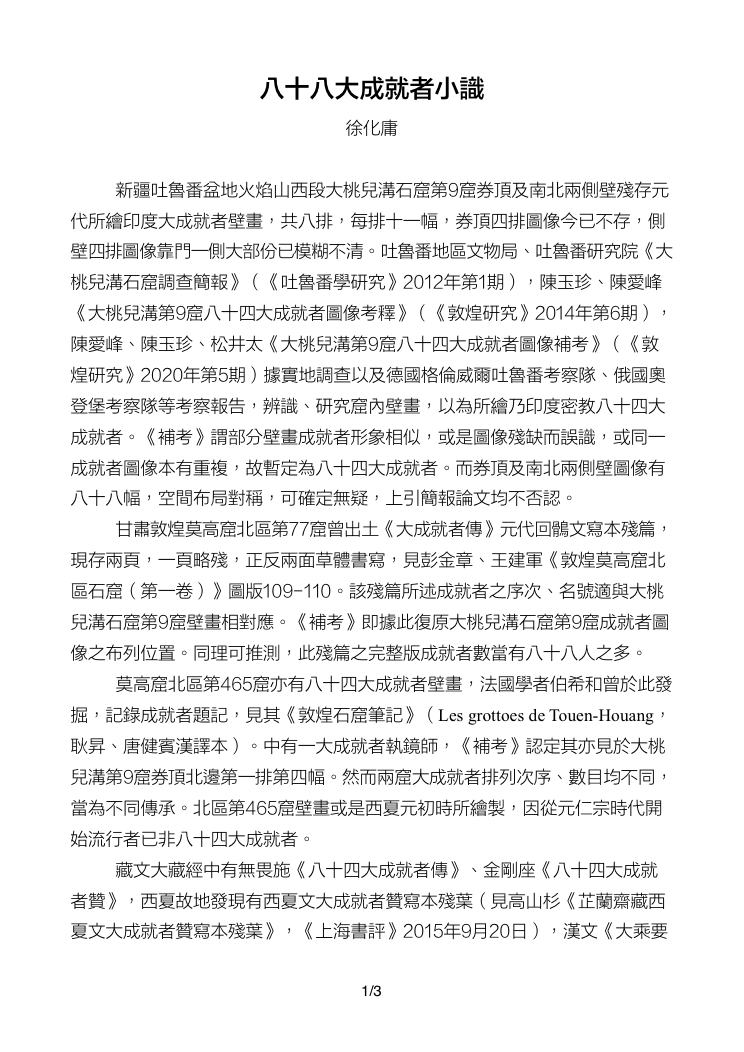 八十八大成就者小識
徐化庸
新疆吐魯番盆地火焰山西段大桃兒溝石窟第9窟券頂及南北兩側壁殘存元
代所繪印度大成就者壁畫，共八排，每排十一幅，券頂四排圖像今已不存，側
壁四排圖像靠門一側大部份已模糊不清。吐魯番地區文物局、吐魯番研究院《大
桃兒溝石窟調查簡報》（《吐魯番學研究》2012年第1期），陳玉珍、陳愛峰
《大桃兒溝第9窟八十四大成就者圖像考釋》（《敦煌研究》2014年第6期），
陳愛峰、陳玉珍、松井太《大桃兒溝第9窟八十四大成就者圖像補考》（《敦
煌研究》2020年第5期）據實地調查以及德國格倫威爾吐魯番考察隊、俄國奧
登堡考察隊等考察報告，辨識、研究窟內壁畫，以為所繪乃印度密教八十四大
成就者。《補考》謂部分壁畫成就者形象相似，或是圖像殘缺而誤識，或同一
成就者圖像本有重複，故暫定為八十四大成就者。而券頂及南北兩側壁圖像有
八十八幅，空間布局對稱，可確定無疑，上引簡報論文均不否認。
甘肅敦煌莫高窟北區第77窟曾出土《大成就者傳》元代回鶻文寫本殘篇，
現存兩頁，一頁略殘，正反兩面草體書寫，見彭金章、王建軍《敦煌莫高窟北
區石窟（第一卷）》圖版109-110。該殘篇所述成就者之序次、名號適與大桃
兒溝石窟第9窟壁畫相對應。《補考》即據此復原大桃兒溝石窟第9窟成就者圖
像之布列位置。同理可推測，此殘篇之完整版成就者數當有八十八人之多。
莫高窟北區第465窟亦有八十四大成就者壁畫，法國學者伯希和曾於此發
掘，記錄成就者題記，見其《敦煌石窟筆記》（Les grottoes de Touen-Houang，
耿昇、唐健賓漢譯本）。中有一大成就者執鏡師，《補考》認定其亦見於大桃
兒溝第9窟券頂北邊第一排第四幅。然而兩窟大成就者排列次序、數目均不同，
當為不同傳承。北區第465窟壁畫或是西夏元初時所繪製，因從元仁宗時代開
始流行者已非八十四大成就者。
藏文大藏經中有無畏施《八十四大成就者傳》、金剛座《八十四大成就
者贊》，西夏故地發現有西夏文大成就者贊寫本殘葉（見高山杉《芷蘭齋藏西
夏文大成就者贊寫本殘葉》，《上海書評》2015年9月20日），漢文《大乘要
1/3